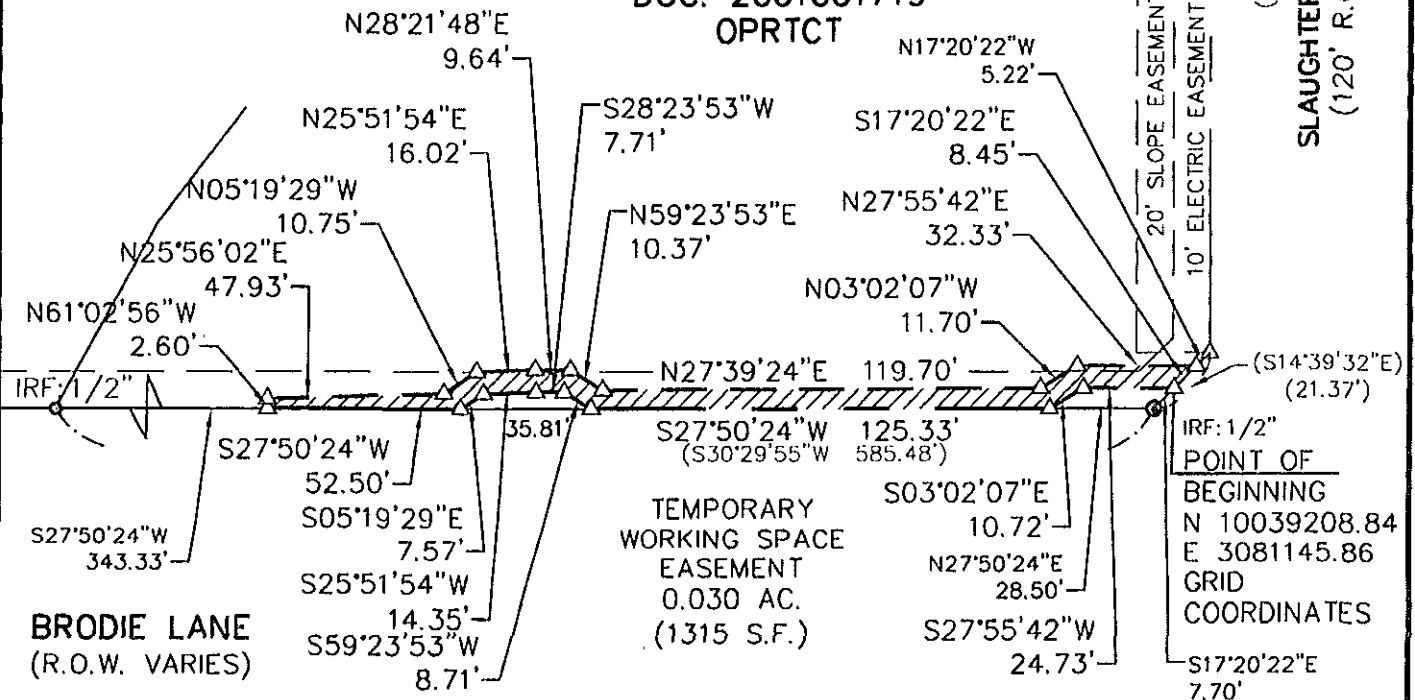 OPRTCT
N28°21'48"E
9.64'
N17°20'22"W
5.22'
20' SLOPE EASEMENT
10' ELECTRIC EASEMENT
SLAUGHTER
(120' R.
N25°51'54"E
16.02'
S28°23'53"W
7.71'
S17°20'22"E
8.45'
N05°19'29"W
10.75'
N59°23'53"E
10.37'
N27°55'42"E
32.33'
N25°56'02"E
47.93'
N03°02'07"W
11.70'
N61°02'56"W
2.60'
N27°39'24"E 119.70'
(S14°39'32"E)
(21.37')
IRF: 1/2"
35.81'
S27°50'24"W 125.33'
(S30°29'55"W 585.48')
IRF: 1/2"
POINT OF
BEGINNING
N 10039208.84
E 3081145.86
GRID
COORDINATES
S27°50'24"W
52.50'
S03°02'07"E
10.72'
S27°50'24"W
343.33'
S05°19'29"E
7.57'
TEMPORARY
WORKING SPACE
EASEMENT
0.030 AC.
(1315 S.F.)
N27°50'24"E
28.50'
S25°51'54"W
14.35'
BRODIE LANE
(R.O.W. VARIES)
S59°23'53"W
8.71'
S27°55'42"W
24.73'
S17°20'22"E
7.70'